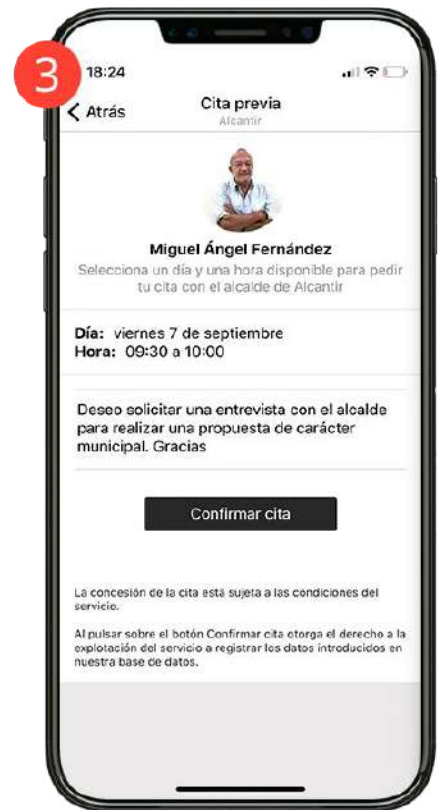 3
18:24
Atrás
Cita previa
Alcantir
Miguel Ángel Fernández
Selecciona un día y una hora disponible para pedir
tu cita con el alcalde de Alcantir
Día: viernes 7 de septiembre
Hora: 09:30 a 10:00
Deseo solicitar una entrevista con el alcalde
para realizar una propuesta de carácter
municipal. Gracias
Confirmar cita
La concesión de la cita está sujeta a las condiciones del
servicio.
Al pulsar sobre el botón Confirmar cita otorga el derecho a la
explotación del servicio a registrar los datos introducidos en
nuestra base de datos.